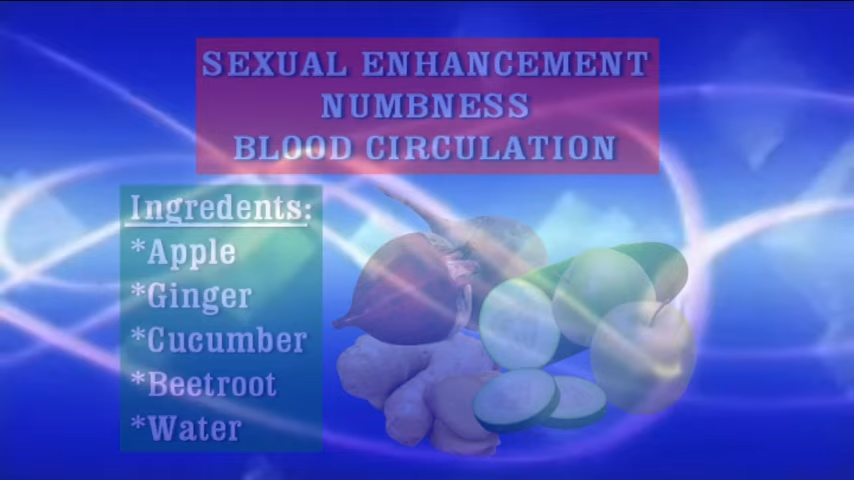 SEXUAL ENHANCEMENT
NUMBNESS
BLOOD CIRCULATION
Ingredents:
*Apple
*Ginger
*Cucumber
*Beetroot
*Water